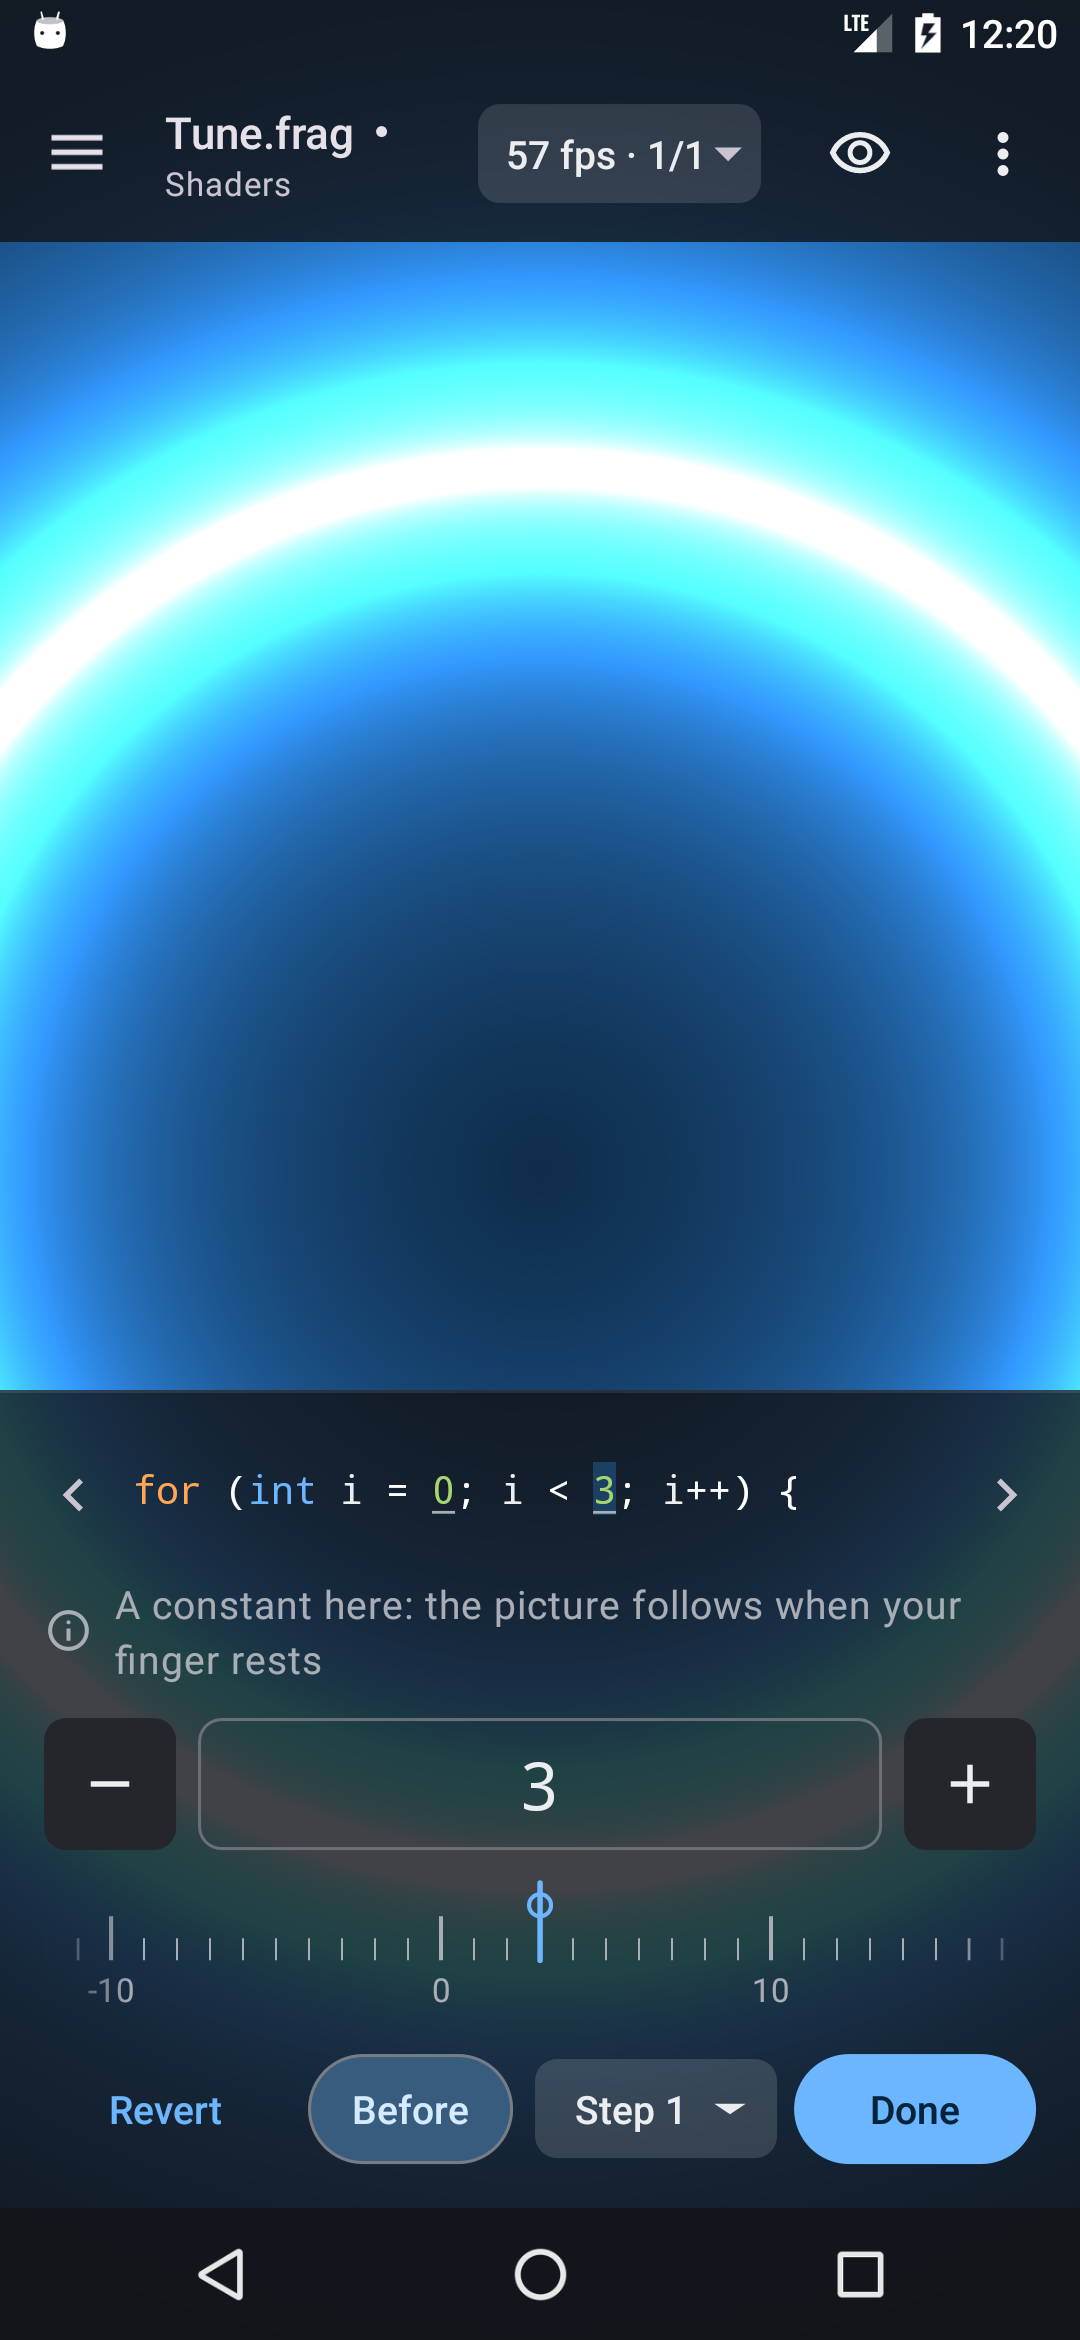 LTE 12:20
Tune.frag •
57 fps · 1/1
Shaders
for (int i = 0; i < 3; i++) {
A constant here: the picture follows when your
finger rests
− 3 +
-10 0 10
Revert Before Step 1 Done